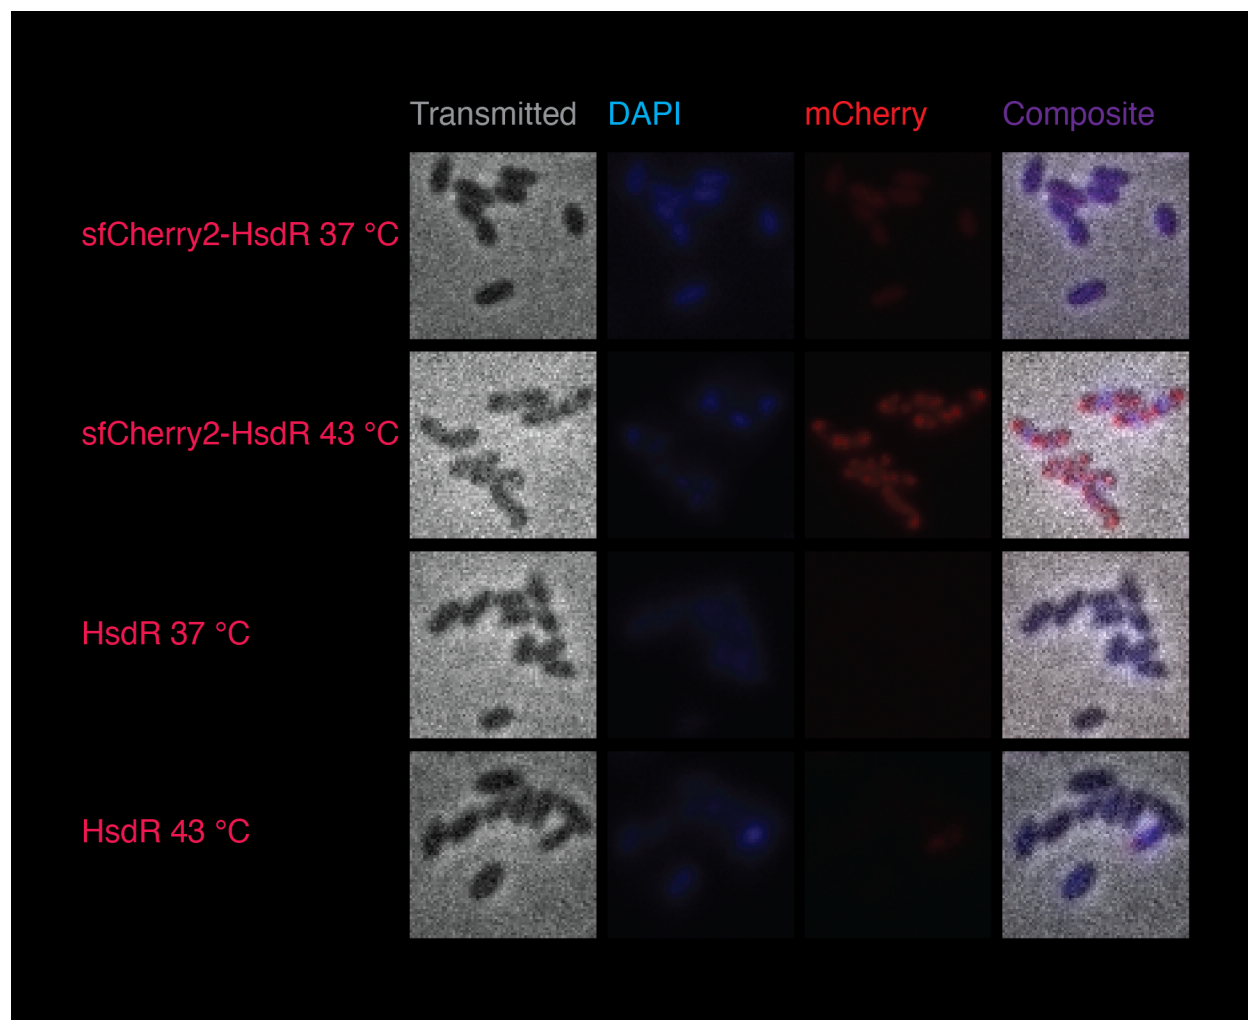 Transmitted DAPI mCherry Composite
sfCherry2-HsdR 37 °C
sfCherry2-HsdR 43 °C
HsdR 37 °C
HsdR 43 °C